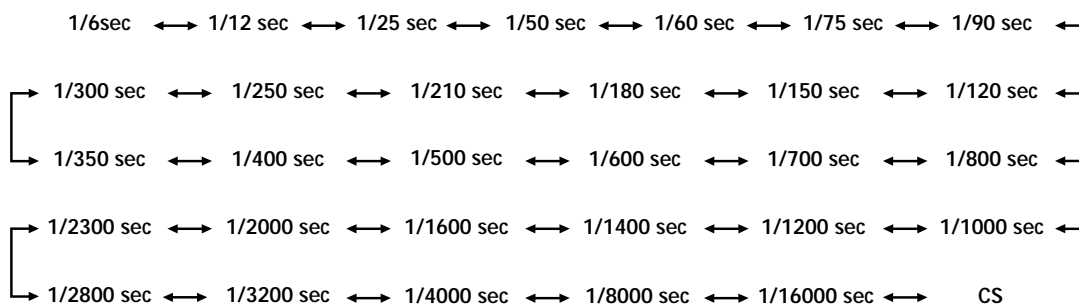 1/6sec 1/12 sec 1/25 sec 1/50 sec 1/60 sec 1/75 sec 1/90 sec
1/300 sec 1/250 sec 1/210 sec 1/180 sec 1/150 sec 1/120 sec
1/350 sec 1/400 sec 1/500 sec 1/600 sec 1/700 sec 1/800 sec
1/2300 sec 1/2000 sec 1/1600 sec 1/1400 sec 1/1200 sec 1/1000 sec
1/2800 sec 1/3200 sec 1/4000 sec 1/8000 sec 1/16000 sec CS